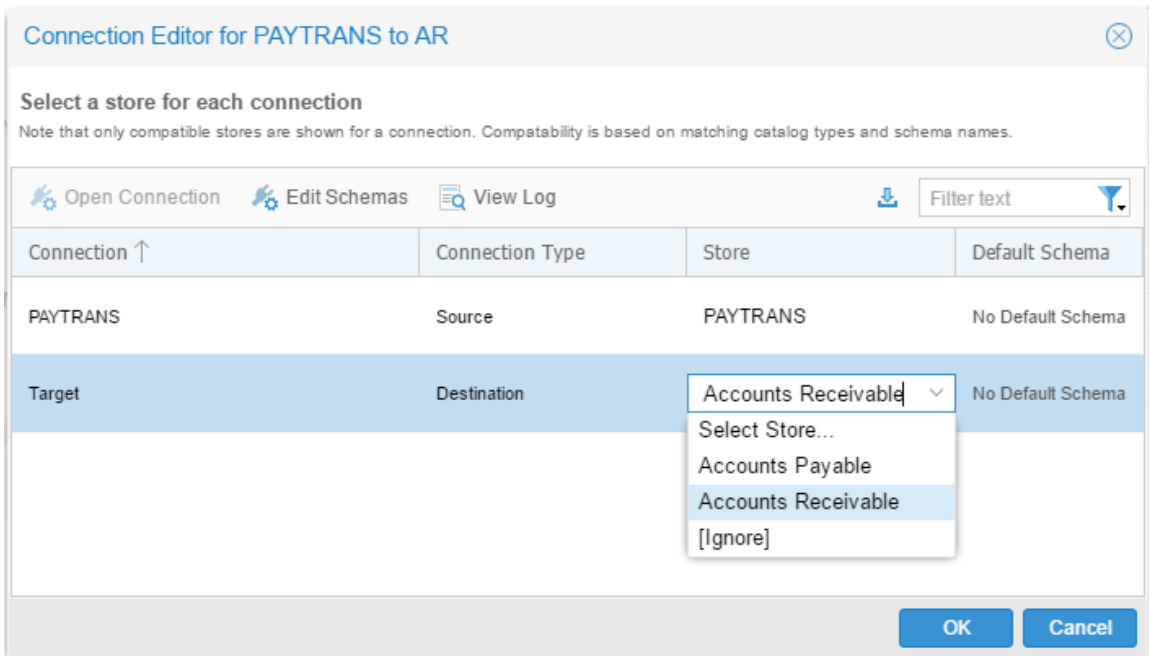 Connection Editor for PAYTRANS to AR
Select a store for each connection
Note that only compatible stores are shown for a connection. Compatability is based on matching catalog types and schema names.
Open Connection Edit Schemas View Log Filter text
Connection Connection Type Store Default Schema
PAYTRANS Source PAYTRANS No Default Schema
Target Destination Accounts Receivable No Default Schema
Select Store...
Accounts Payable
Accounts Receivable
[Ignore]
OK Cancel